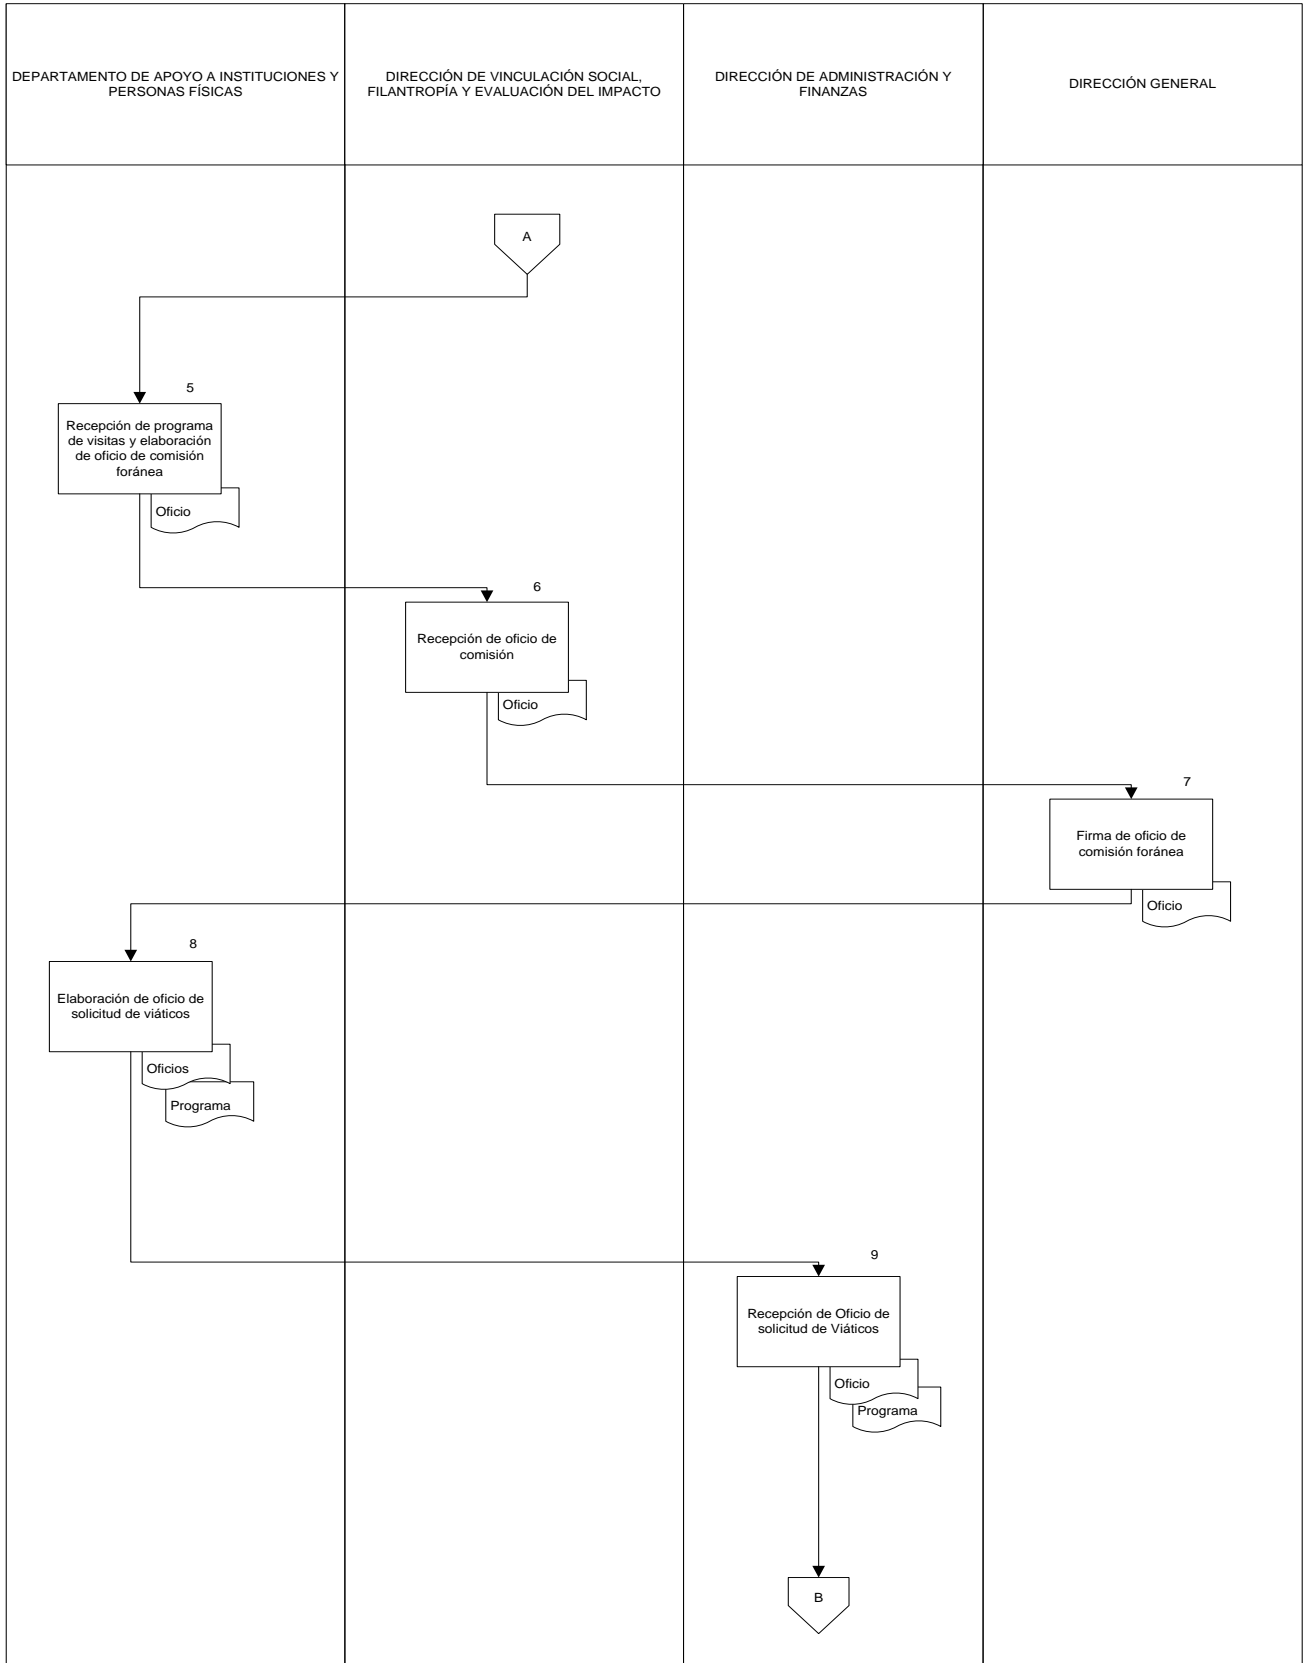 DEPARTAMENTO DE APOYO A INSTITUCIONES Y
PERSONAS FÍSICAS
DIRECCIÓN DE VINCULACIÓN SOCIAL,
FILANTROPÍA Y EVALUACIÓN DEL IMPACTO
DIRECCIÓN DE ADMINISTRACIÓN Y
FINANZAS
DIRECCIÓN GENERAL
A
5
Recepción de programa
de visitas y elaboración
de oficio de comisión
foránea
Oficio
6
Recepción de oficio de
comisión
Oficio
7
Firma de oficio de
comisión foránea
Oficio
8
Elaboración de oficio de
solicitud de viáticos
Oficios
Programa
9
Recepción de Oficio de
solicitud de Viáticos
Oficio
Programa
B